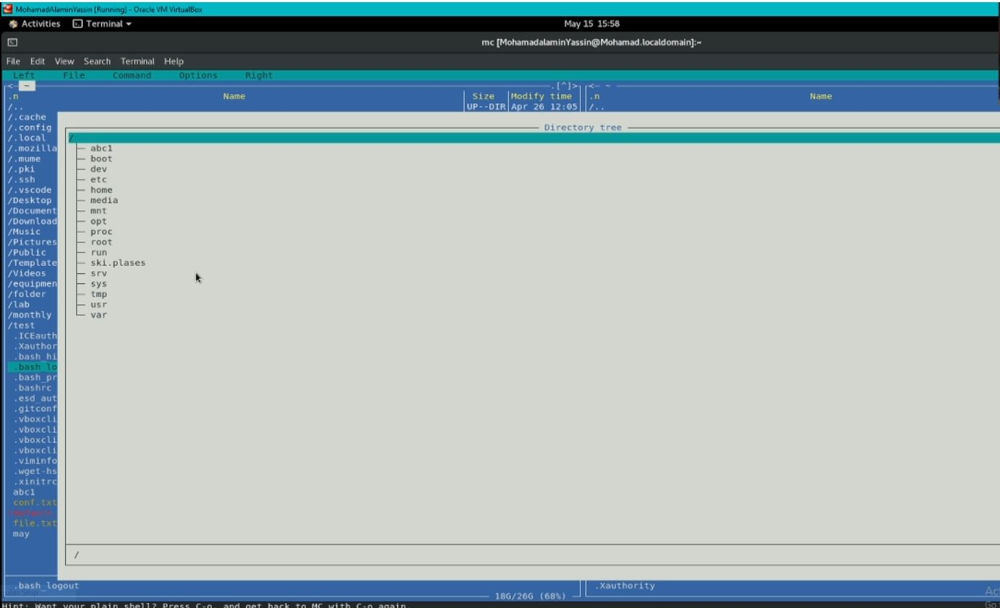 MohamadAlaminYassin [Running] - Oracle VM VirtualBox
Activities Terminal May 15 15:58
mc [MohamadalaminYassin@Mohamad.localdomain]:~
File Edit View Search Terminal Help
Left File Command Options Right
<- ~ .[^]> <- ~
.n Name Size Modify time .n Name
/.. UP--DIR Apr 26 12:05 /..
/.cache
/.config Directory tree
/.local /
/.mozilla abc1
/.mume boot
/.pki dev
/.ssh etc
/.vscode home
/Desktop media
/Document mnt
/Download opt
/Music proc
/Pictures root
/Public run
/Template ski.plases
/Videos srv
/equipmen sys
/folder tmp
/lab usr
/monthly var
/test
.ICEauth
.Xauthor
.bash_hi
.bash_lo
.bash_pr
.bashrc
.esd_aut
.gitconf
.vboxcli
.vboxcli
.vboxcli
.vboxcli
.viminfo
.wget-hs
.xinitrc
abc1
conf.txt
file.txt
may
/
.bash_logout .Xauthority
18G/26G (68%)
Hint: Want your plain shell? Press C-o, and get back to MC with C-o again.